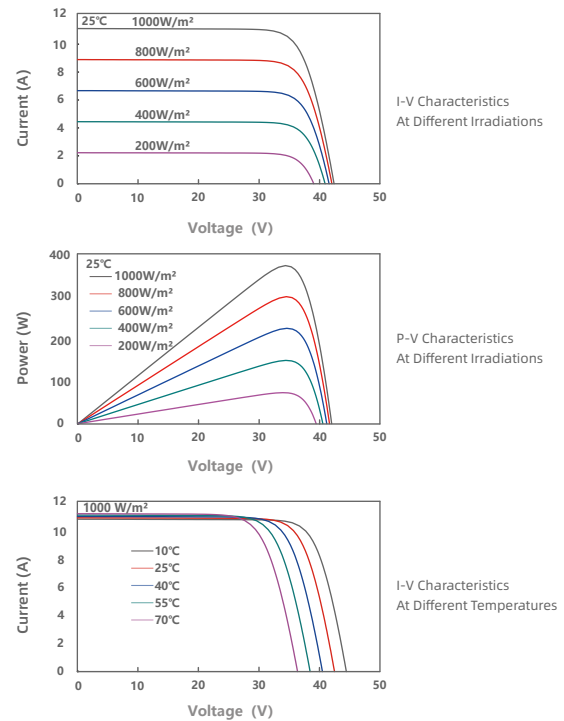 12
10
8
6
4
2
0
25℃
1000W/m²
800W/m²
600W/m²
400W/m²
200W/m²
Current (A)
0 10 20 30 40 50
Voltage (V)
I-V Characteristics
At Different Irradiations
400
300
200
100
0
25℃
1000W/m²
800W/m²
600W/m²
400W/m²
200W/m²
Power (W)
0 10 20 30 40 50
Voltage (V)
P-V Characteristics
At Different Irradiations
12
10
8
6
4
2
0
1000 W/m²
10℃
25℃
40℃
55℃
70℃
Current (A)
0 10 20 30 40 50
Voltage (V)
I-V Characteristics
At Different Temperatures